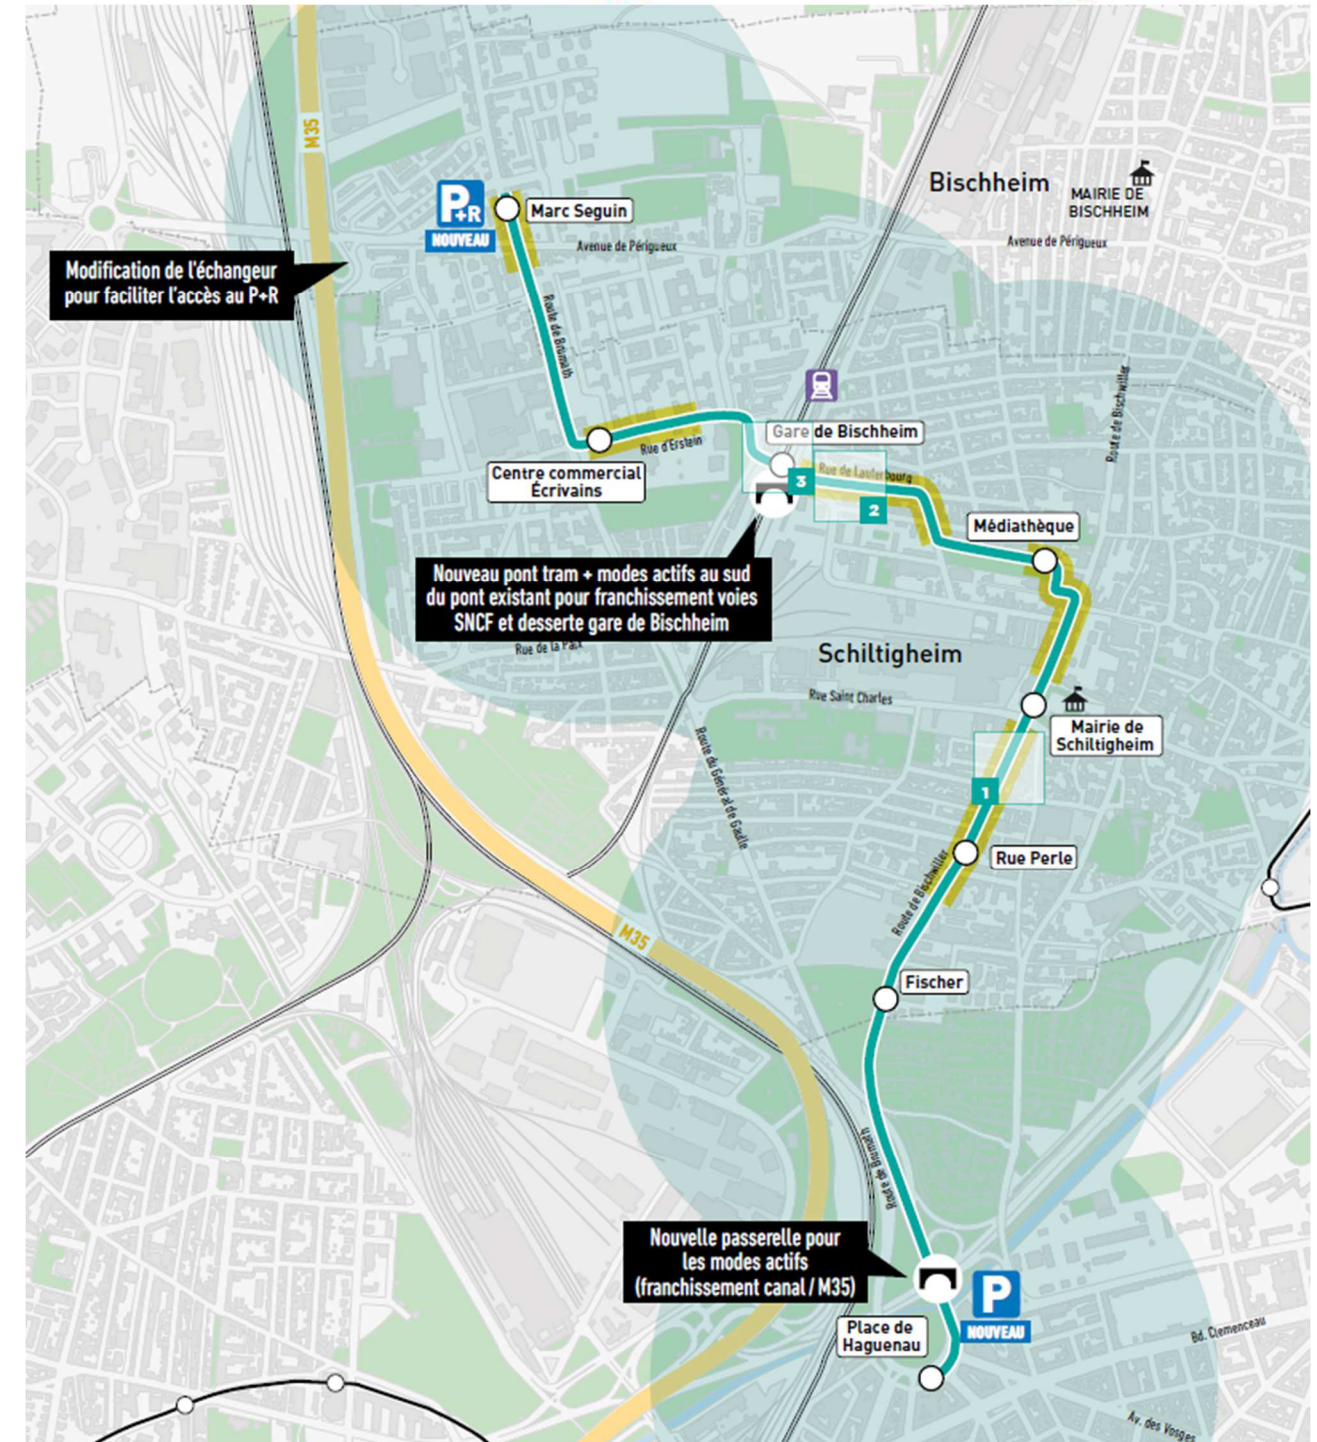 M35
Bischheim
MAIRIE DE
BISCHHEIM
P+R
NOUVEAU
Marc Seguin
Avenue de Périgueux
Avenue de Périgueux
Modification de l'échangeur
pour faciliter l'accès au P+R
Route de Brumath
Route de Bischwiller
Gare de Bischheim
Rue d'Erstein
Centre commercial
Écrivains
Rue de Lauterbourg
3
2
Médiathèque
Nouveau pont tram + modes actifs au sud
du pont existant pour franchissement voies
SNCF et desserte gare de Bischheim
Rue de la Paix
Schiltigheim
Rue Saint Charles
Mairie de
Schiltigheim
Route du Général de Gaulle
1
Rue Perle
Route de Bischwiller
M35
Fischer
Route de Brumath
Nouvelle passerelle pour
les modes actifs
(franchissement canal / M35)
P
NOUVEAU
Place de
Haguenau
Bd. Clemenceau
Av. des Vosges